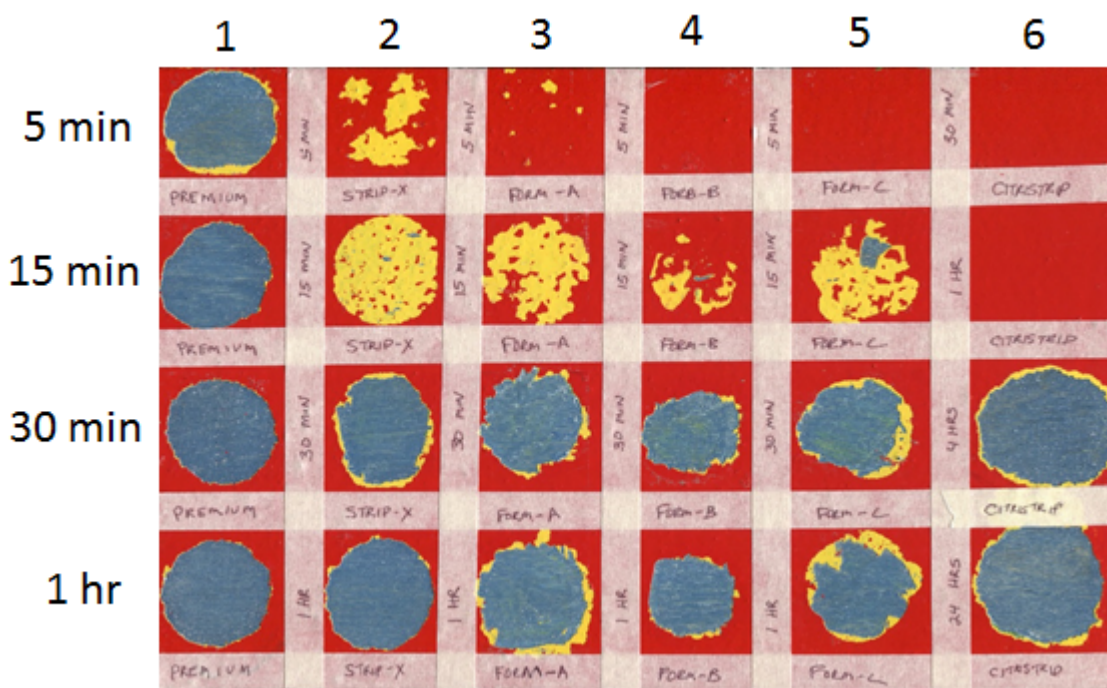 1 2 3 4 5 6
5 min
5 MIN 5 MIN 5 MIN 5 MIN 30 MIN
PREMIUM STRIP-X FORM-A FORB-B FORM-C CITRISTRIP
15 min
15 MIN 15 MIN 15 MIN 15 MIN 1 HR
PREMIUM STRIP-X FORM-A FORM-B FORM-C CITRISTRIP
30 min
30 MIN 30 MIN 30 MIN 30 MIN 4 HRS
PREMIUM STRIP-X FORM-A FORM-B FORM-C CITRISTRIP
1 hr
1 HR 1 HR 1 HR 1 HR 24 HRS
PREMIUM STRIP-X FORM-A FORM-B FORM-C CITRISTRIP